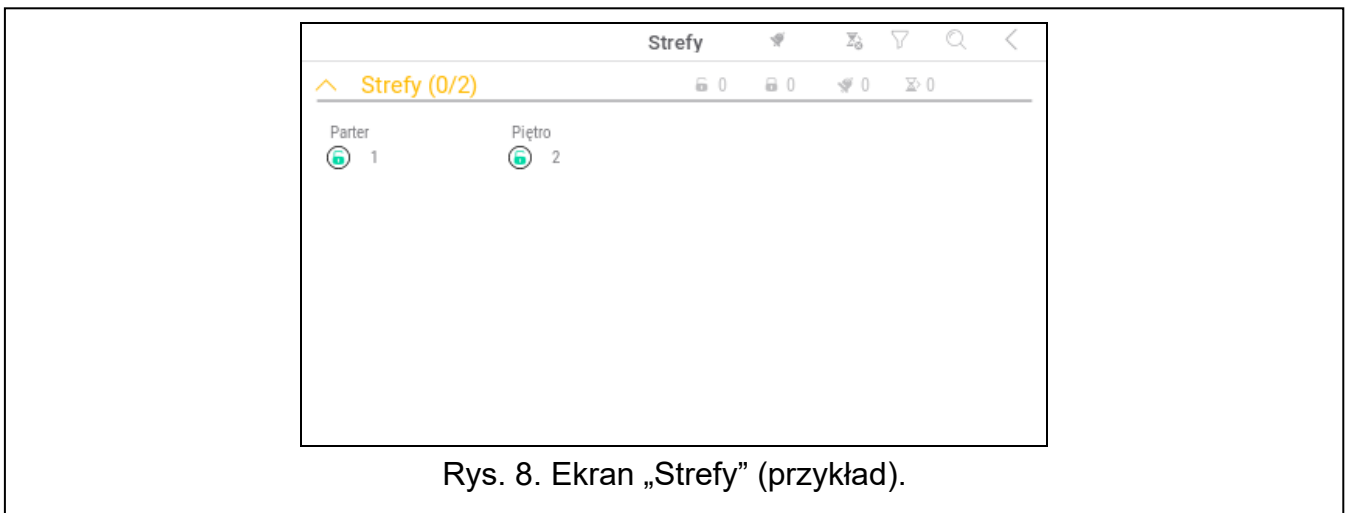 Strefy
Strefy (0/2) 0 0 0 0
Parter Piętro
1 2
Rys. 8. Ekran „Strefy” (przykład).